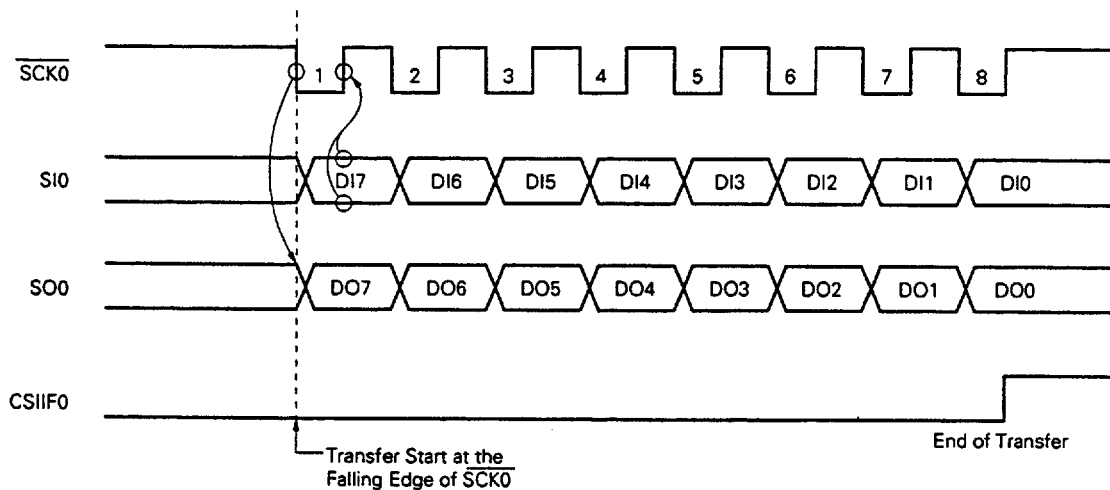 SCK0
1 2 3 4 5 6 7 8
SI0
DI7 DI6 DI5 DI4 DI3 DI2 DI1 DI0
SO0
DO7 DO6 DO5 DO4 DO3 DO2 DO1 DO0
CSIIF0
End of Transfer
Transfer Start at the
Falling Edge of SCK0